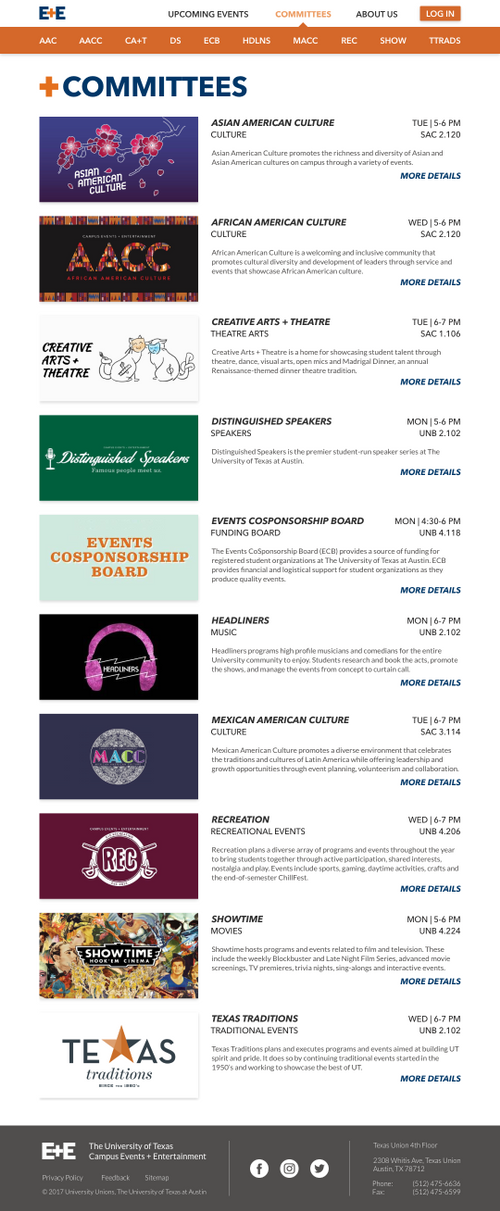 E+E UPCOMING EVENTS COMMITTEES ABOUT US LOG IN
AAC AACC CA+T DS ECB HDLNS MACC REC SHOW TTRADS
+COMMITTEES
ASIAN AMERICAN CULTURE
ASIAN AMERICAN CULTURE TUE | 5-6 PM
CULTURE SAC 2.120
Asian American Culture promotes the richness and diversity of Asian and
Asian American cultures on campus through a variety of events.
MORE DETAILS
CAMPUS EVENTS + ENTERTAINMENT
AACC
AFRICAN AMERICAN CULTURE
AFRICAN AMERICAN CULTURE WED | 5-6 PM
CULTURE SAC 2.120
African American Culture is a welcoming and inclusive community that
promotes cultural diversity and development of leaders through service and
events that showcase African American culture.
MORE DETAILS
CREATIVE
ARTS +
THEATRE
CREATIVE ARTS + THEATRE TUE | 6-7 PM
THEATRE ARTS SAC 1.106
Creative Arts + Theatre is a home for showcasing student talent through
theatre, dance, visual arts, open mics and Madrigal Dinner, an annual
Renaissance-themed dinner theatre tradition.
MORE DETAILS
Distinguished Speakers
Famous people meet us.
DISTINGUISHED SPEAKERS MON | 5-6 PM
SPEAKERS UNB 2.102
Distinguished Speakers is the premier student-run speaker series at The
University of Texas at Austin.
MORE DETAILS
EVENTS
COSPONSORSHIP
BOARD
EVENTS COSPONSORSHIP BOARD MON | 4:30-6 PM
FUNDING BOARD UNB 4.118
The Events CoSponsorship Board (ECB) provides a source of funding for
registered student organizations at The University of Texas at Austin. ECB
provides financial and logistical support for student organizations as they
produce quality events.
MORE DETAILS
HEADLINERS
HEADLINERS MON | 6-7 PM
MUSIC UNB 2.102
Headliners programs high profile musicians and comedians for the entire
University community to enjoy. Students research and book the acts, promote
the shows, and manage the events from concept to curtain call.
MORE DETAILS
MACC
MEXICAN AMERICAN CULTURE TUE | 6-7 PM
CULTURE SAC 3.114
Mexican American Culture promotes a diverse environment that celebrates
the traditions and cultures of Latin America while offering leadership and
growth opportunities through event planning, volunteerism and collaboration.
MORE DETAILS
CAMPUS EVENTS + ENTERTAINMENT
REC
RECREATION WED | 6-7 PM
RECREATIONAL EVENTS UNB 4.206
Recreation plans a diverse array of programs and events throughout the year
to bring students together through active participation, shared interests,
nostalgia and play. Events include sports, gaming, daytime activities, crafts and
the end-of-semester ChillFest.
MORE DETAILS
SHOWTIME
HOOK'EM CINEMA
SHOWTIME MON | 5-6 PM
MOVIES UNB 4.224
Showtime hosts programs and events related to film and television. These
include the weekly Blockbuster and Late Night Film Series, advanced movie
screenings, TV premieres, trivia nights, sing-alongs and interactive events.
MORE DETAILS
TEXAS
traditions
TEXAS TRADITIONS WED | 6-7 PM
TRADITIONAL EVENTS UNB 2.102
Texas Traditions plans and executes programs and events aimed at building UT
spirit and pride. It does so by continuing traditional events started in the
1950's and working to showcase the best of UT.
MORE DETAILS
E+E The University of Texas
Campus Events + Entertainment
Privacy Policy Feedback Sitemap
© 2017 University Unions, The University of Texas at Austin
Texas Union 4th Floor
2308 Whitis Ave, Texas Union
Austin, TX 78712
Phone: (512) 475-6636
Fax: (512) 475-6599